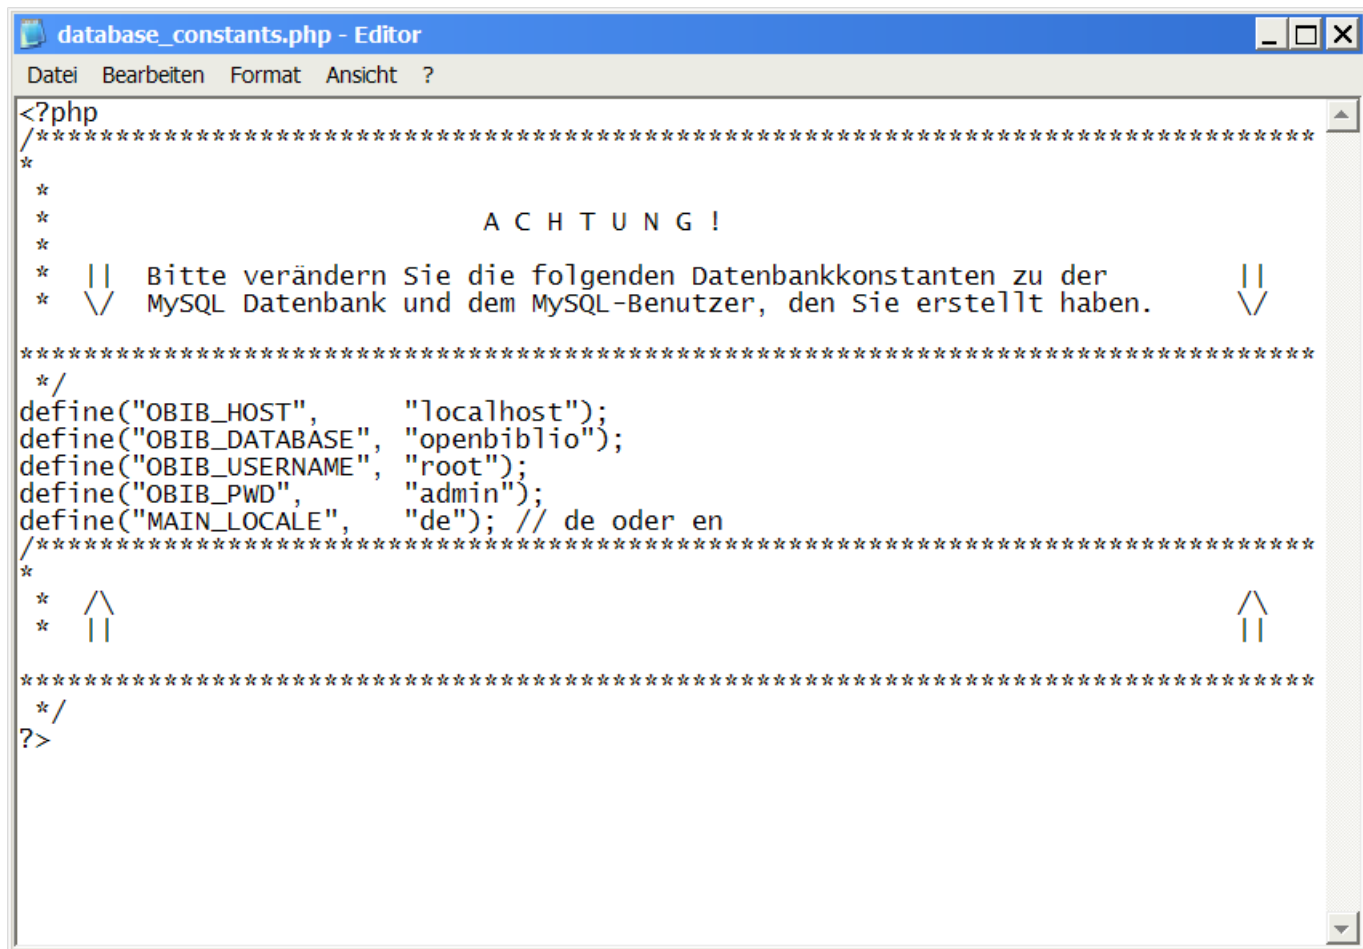 database_constants.php - Editor
Datei Bearbeiten Format Ansicht ?
<?php
/********************************************************************************
*
 *
 *                           A C H T U N G !
 *
 *  ||  Bitte verändern Sie die folgenden Datenbankkonstanten zu der        ||
 *  \/  MySQL Datenbank und dem MySQL-Benutzer, den Sie erstellt haben.     \/

*********************************************************************************
 */
define("OBIB_HOST",     "localhost");
define("OBIB_DATABASE", "openbiblio");
define("OBIB_USERNAME", "root");
define("OBIB_PWD",      "admin");
define("MAIN_LOCALE",   "de"); // de oder en
/********************************************************************************
*
 *  /\                                                                      /\
 *  ||                                                                      ||

*********************************************************************************
 */
?>